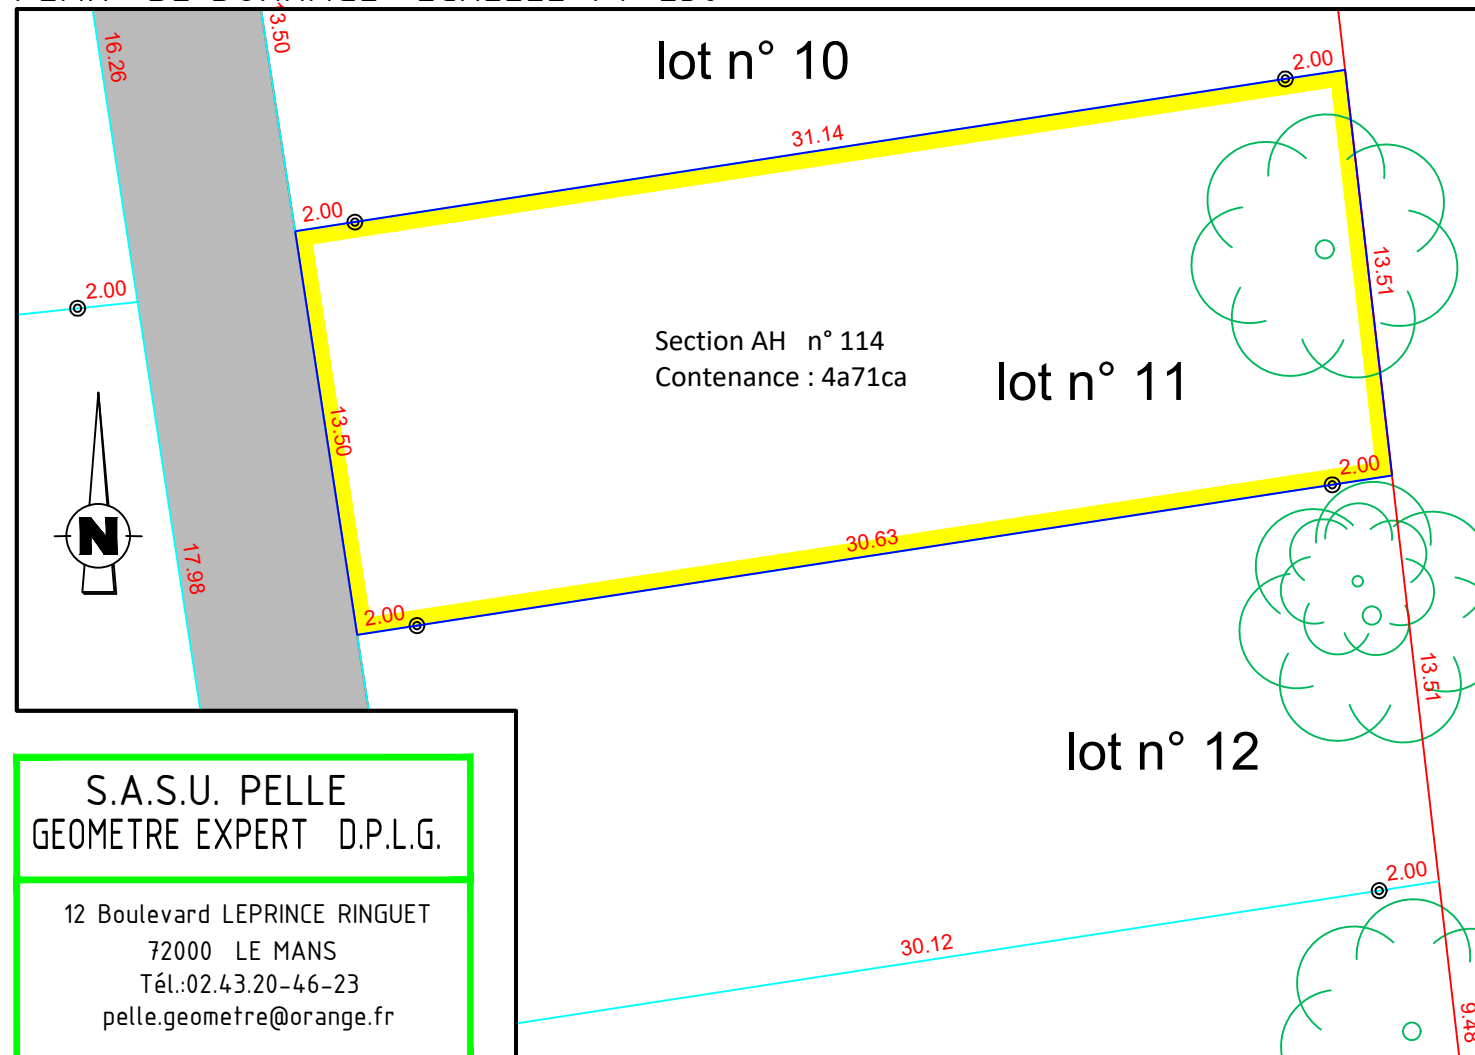 16.26
13.50
lot n° 10
2.00
31.14
2.00
2.00
13.51
Section AH n° 114
Contenance : 4a71ca
lot n° 11
13.50
2.00
N
30.63
17.98
2.00
13.51
lot n° 12
2.00
30.12
9.48
S.A.S.U. PELLE
GEOMETRE EXPERT D.P.L.G.
12 Boulevard LEPRINCE RINGUET
72000 LE MANS
Tél.:02.43.20-46-23
pelle.geometre@orange.fr